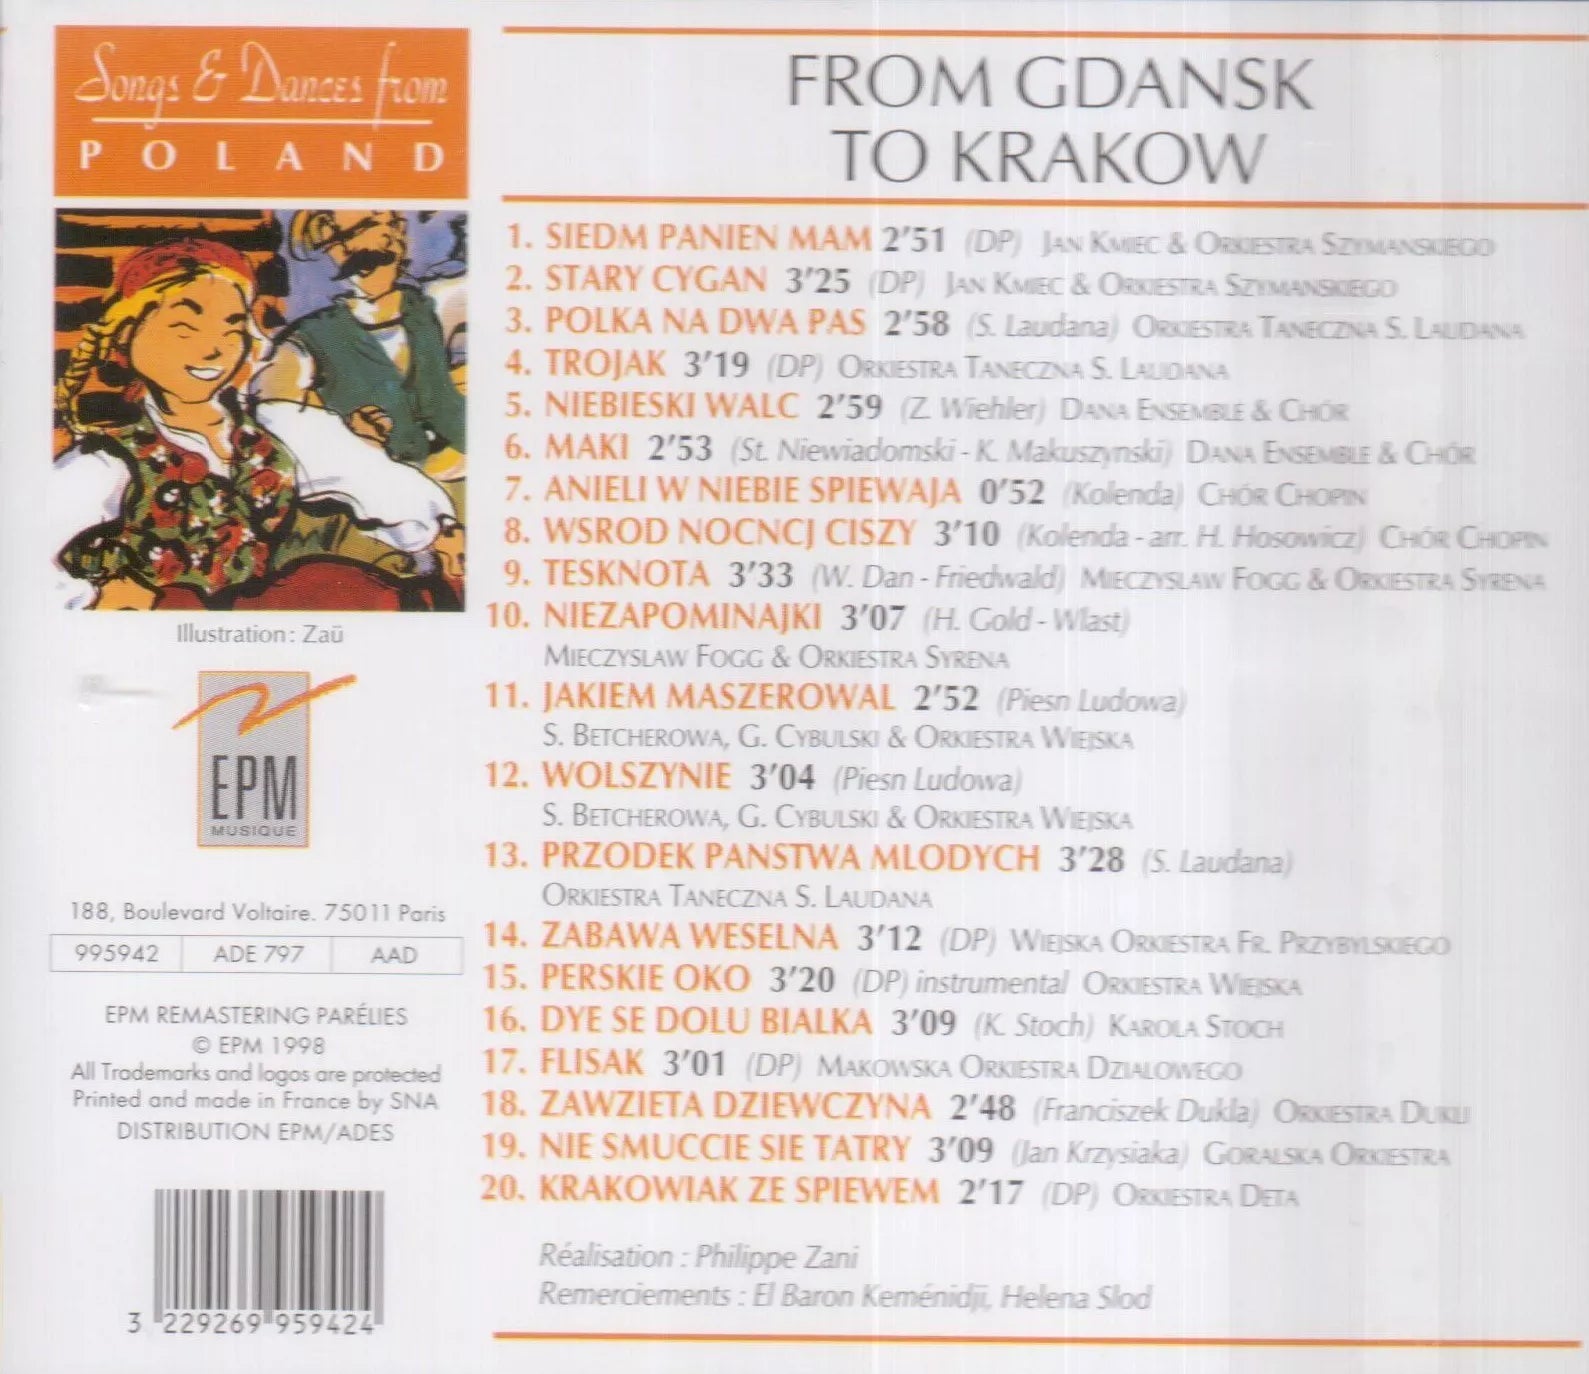 Songs & Dances from
POLAND
FROM GDANSK
TO KRAKOW
1. SIEDM PANIEN MAM 2'51 (DP) JAN KMIEC & ORKIESTRA SZYMANSKIEGO
2. STARY CYGAN 3'25 (DP) JAN KMIEC & ORKIESTRA SZYMANSKIEGO
3. POLKA NA DWA PAS 2'58 (S. Laudana) ORKIESTRA TANECZNA S. LAUDANA
4. TROJAK 3'19 (DP) ORKIESTRA TANECZNA S. LAUDANA
5. NIEBIESKI WALC 2'59 (Z. Wiehler) DANA ENSEMBLE & CHÓR
6. MAKI 2'53 (St. Niewiadomski - K. Makuszynski) DANA ENSEMBLE & CHÓR
7. ANIELI W NIEBIE SPIEWAJA 0'52 (Kolenda) CHÓR CHOPIN
8. WSROD NOCNCJ CISZY 3'10 (Kolenda - arr. H. Hosowicz) CHÓR CHOPIN
9. TESKNOTA 3'33 (W. Dan - Friedwald) MIECZYSLAW FOGG & ORKIESTRA SYRENA
10. NIEZAPOMINAJKI 3'07 (H. Gold - Wlast)
MIECZYSLAW FOGG & ORKIESTRA SYRENA
11. JAKIEM MASZEROWAL 2'52 (Piesn Ludowa)
S. BETCHEROWA, G. CYBULSKI & ORKIESTRA WIEJSKA
12. WOLSZYNIE 3'04 (Piesn Ludowa)
S. BETCHEROWA, G. CYBULSKI & ORKIESTRA WIEJSKA
13. PRZODEK PANSTWA MLODYCH 3'28 (S. Laudana)
ORKIESTRA TANECZNA S. LAUDANA
14. ZABAWA WESELNA 3'12 (DP) WIEJSKA ORKIESTRA FR. PRZYBYLSKIEGO
15. PERSKIE OKO 3'20 (DP) instrumental ORKIESTRA WIEJSKA
16. DYE SE DOLU BIALKA 3'09 (K. Stoch) KAROLA STOCH
17. FLISAK 3'01 (DP) MAKOWSKA ORKIESTRA DZIALOWEGO
18. ZAWZIETA DZIEWCZYNA 2'48 (Franciszek Dukla) ORKIESTRA DUKLI
19. NIE SMUCCIE SIE TATRY 3'09 (Jan Krzysiaka) GORALSKA ORKIESTRA
20. KRAKOWIAK ZE SPIEWEM 2'17 (DP) ORKIESTRA DETA
Réalisation : Philippe Zani
Remerciements : El Baron Keménidjï, Helena Slod
Illustration : Zaü
EPM
MUSIQUE
188, Boulevard Voltaire. 75011 Paris
995942 ADE 797 AAD
EPM REMASTERING PARÉLIES
© EPM 1998
All Trademarks and logos are protected
Printed and made in France by SNA
DISTRIBUTION EPM/ADES
3 229269 959424